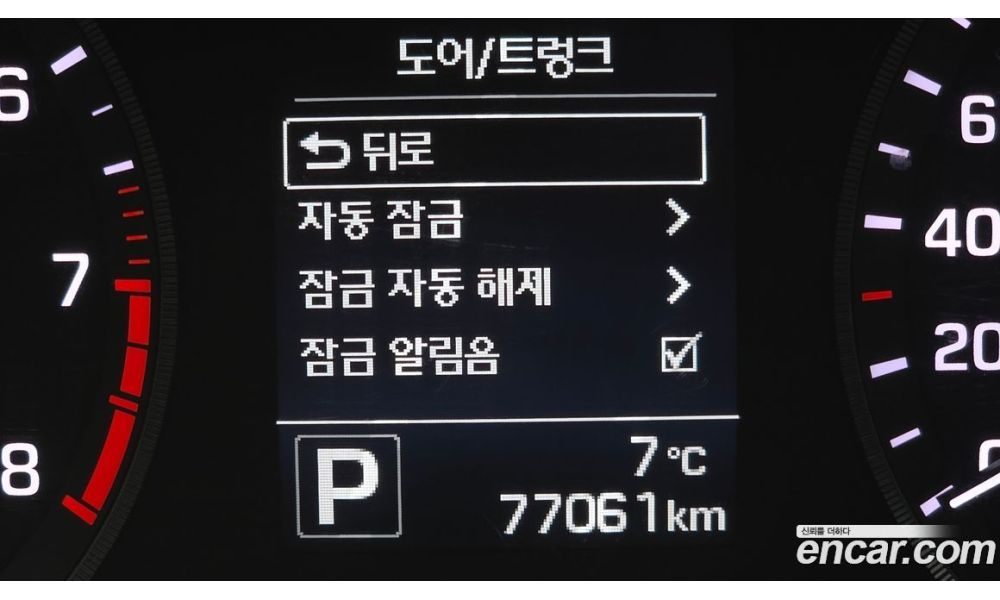 도어/트렁크
뒤로
자동 잠금
잠금 자동 해제
잠금 알림음
P
7°C
77061km
6
7
8
6
40
20
신뢰를 더하다
encar.com